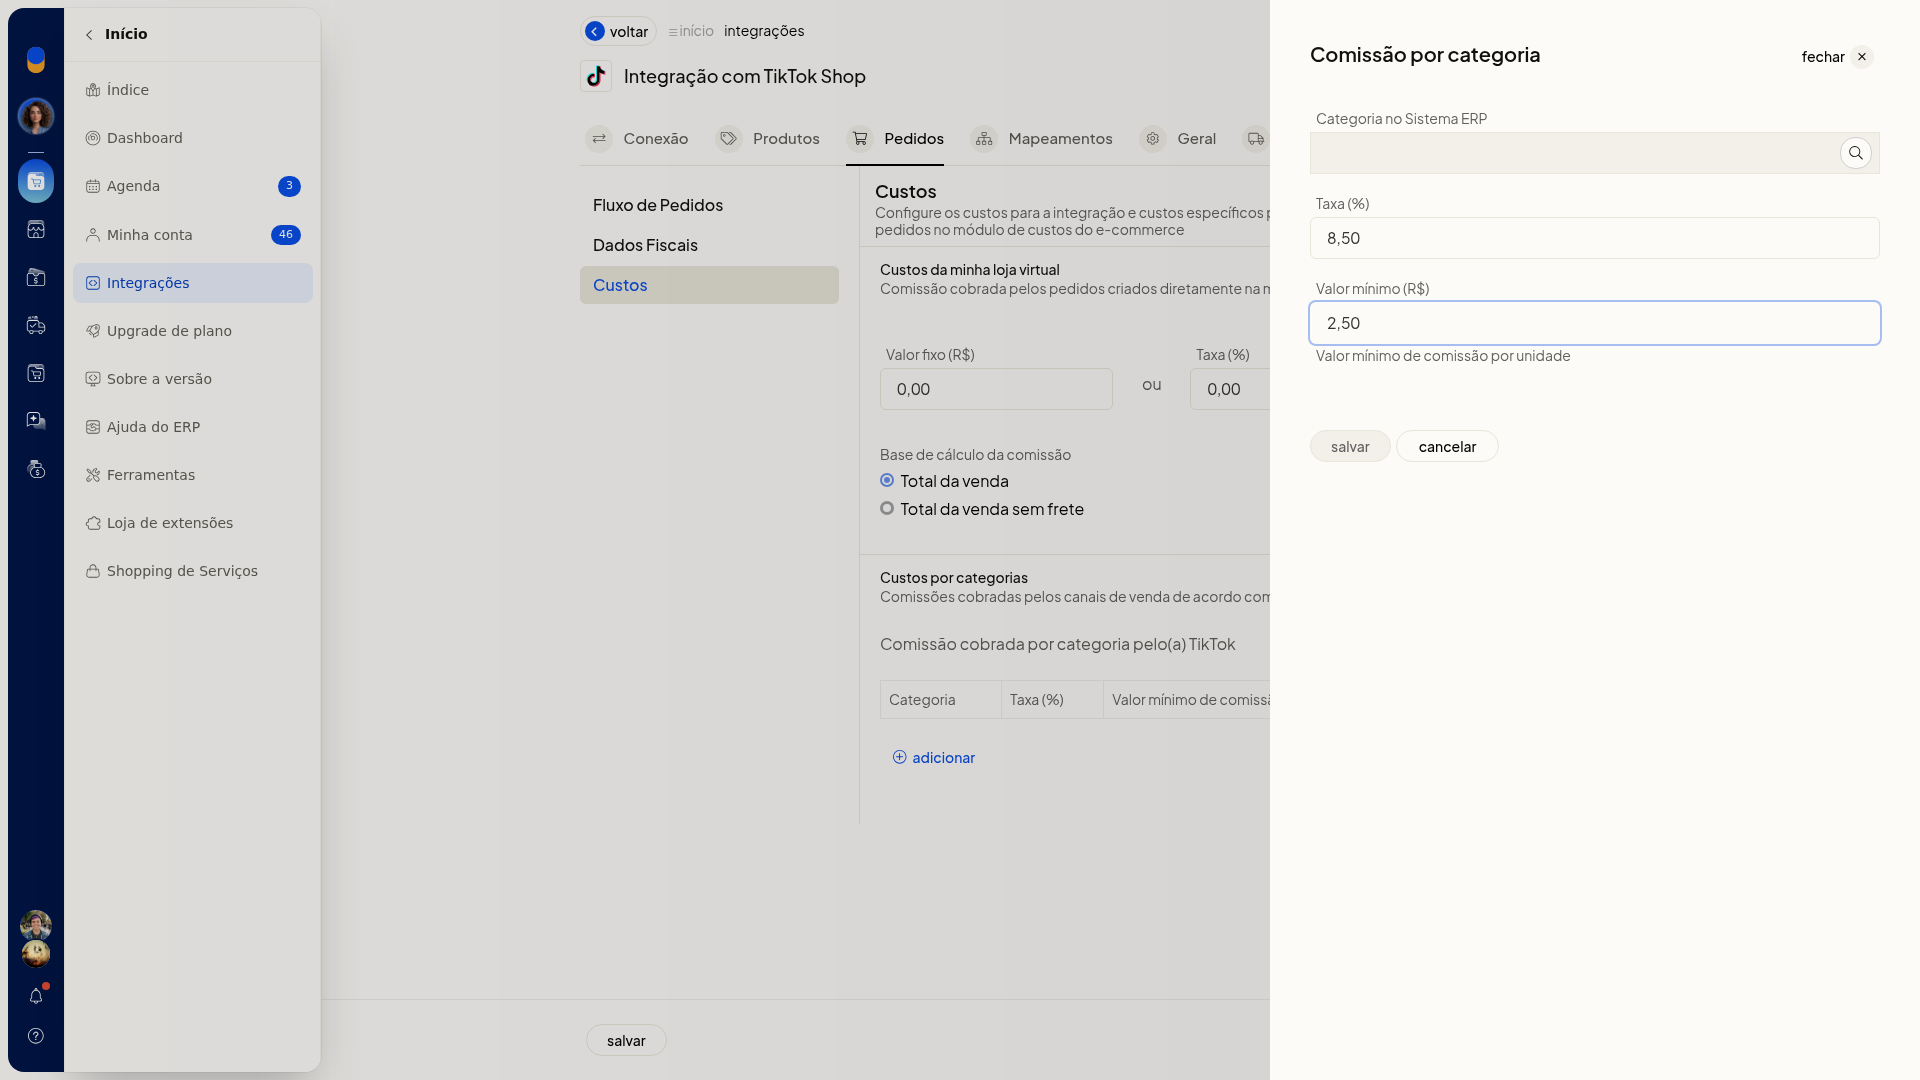 Início
Índice
Dashboard
Agenda
3
Minha conta
46
Integrações
Upgrade de plano
Sobre a versão
Ajuda do ERP
Ferramentas
Loja de extensões
Shopping de Serviços
voltar
início
integrações
Integração com TikTok Shop
Conexão
Produtos
Pedidos
Mapeamentos
Geral
Fluxo de Pedidos
Dados Fiscais
Custos
Custos
Configure os custos para a integração e custos específicos
pedidos no módulo de custos do e-commerce
Custos da minha loja virtual
Comissão cobrada pelos pedidos criados diretamente na
Valor fixo (R$)
0,00
ou
Taxa (%)
0,00
Base de cálculo da comissão
Total da venda
Total da venda sem frete
Custos por categorias
Comissões cobradas pelos canais de venda de acordo com
Comissão cobrada por categoria pelo(a) TikTok
Categoria
Taxa (%)
Valor mínimo de
adicionar
salvar
Comissão por categoria
fechar
Categoria no Sistema ERP
Taxa (%)
8,50
Valor mínimo (R$)
2,50
Valor mínimo de comissão por unidade
salvar
cancelar